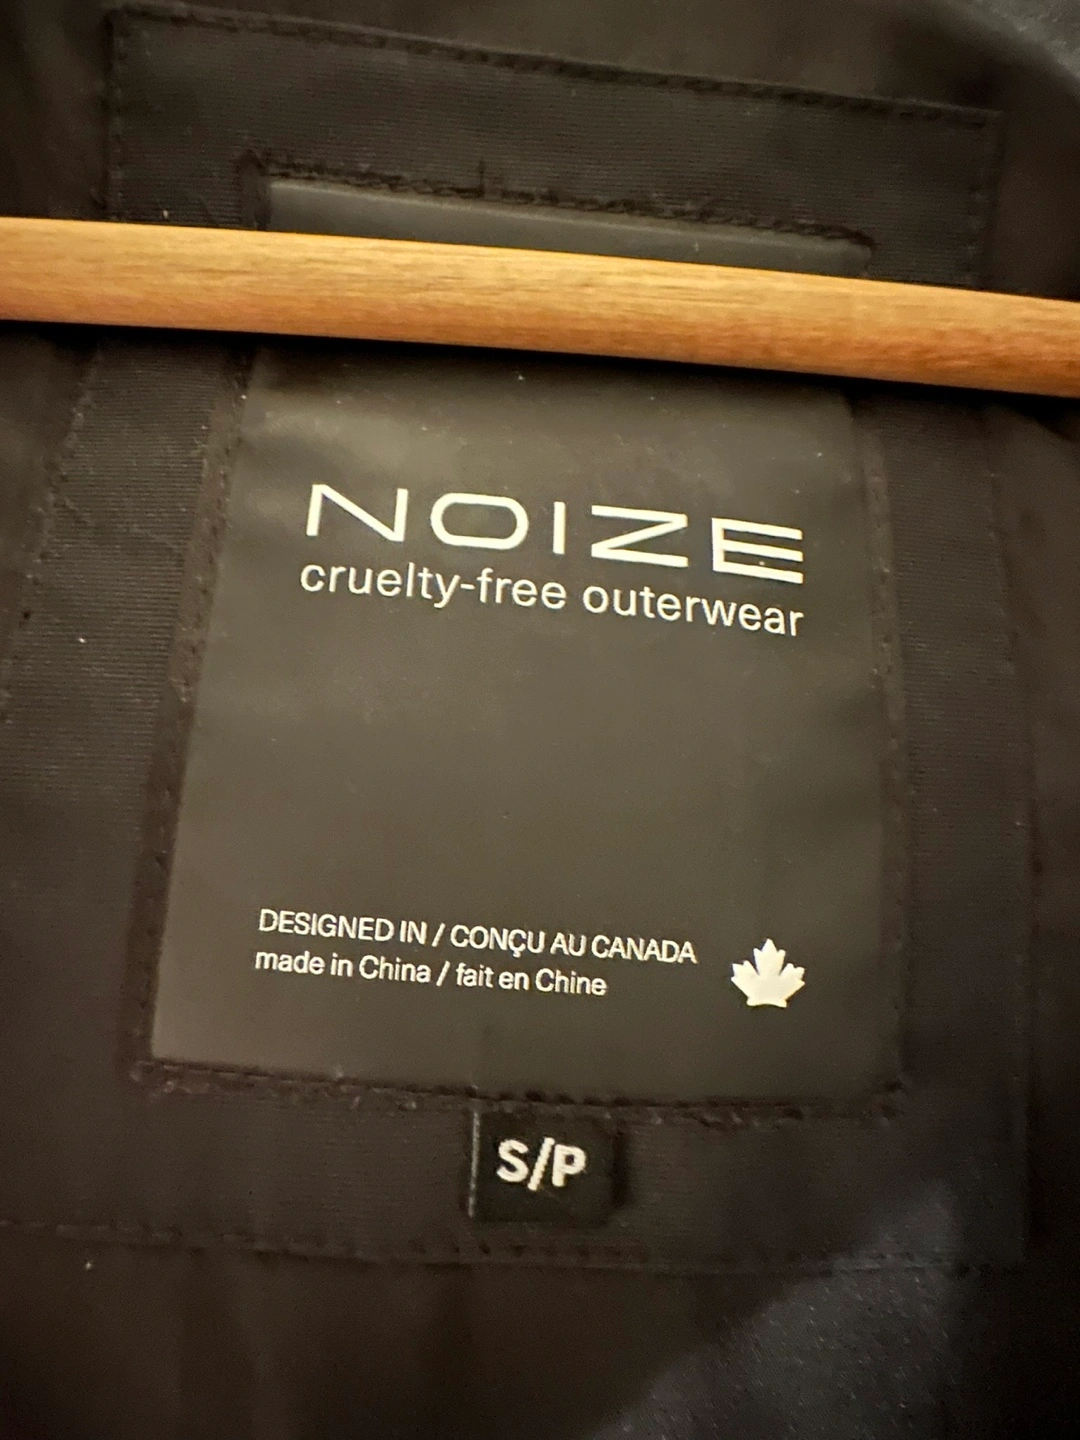 NOIZE
cruelty-free outerwear
DESIGNED IN / CONÇU AU CANADA
made in China / fait en Chine
S/P